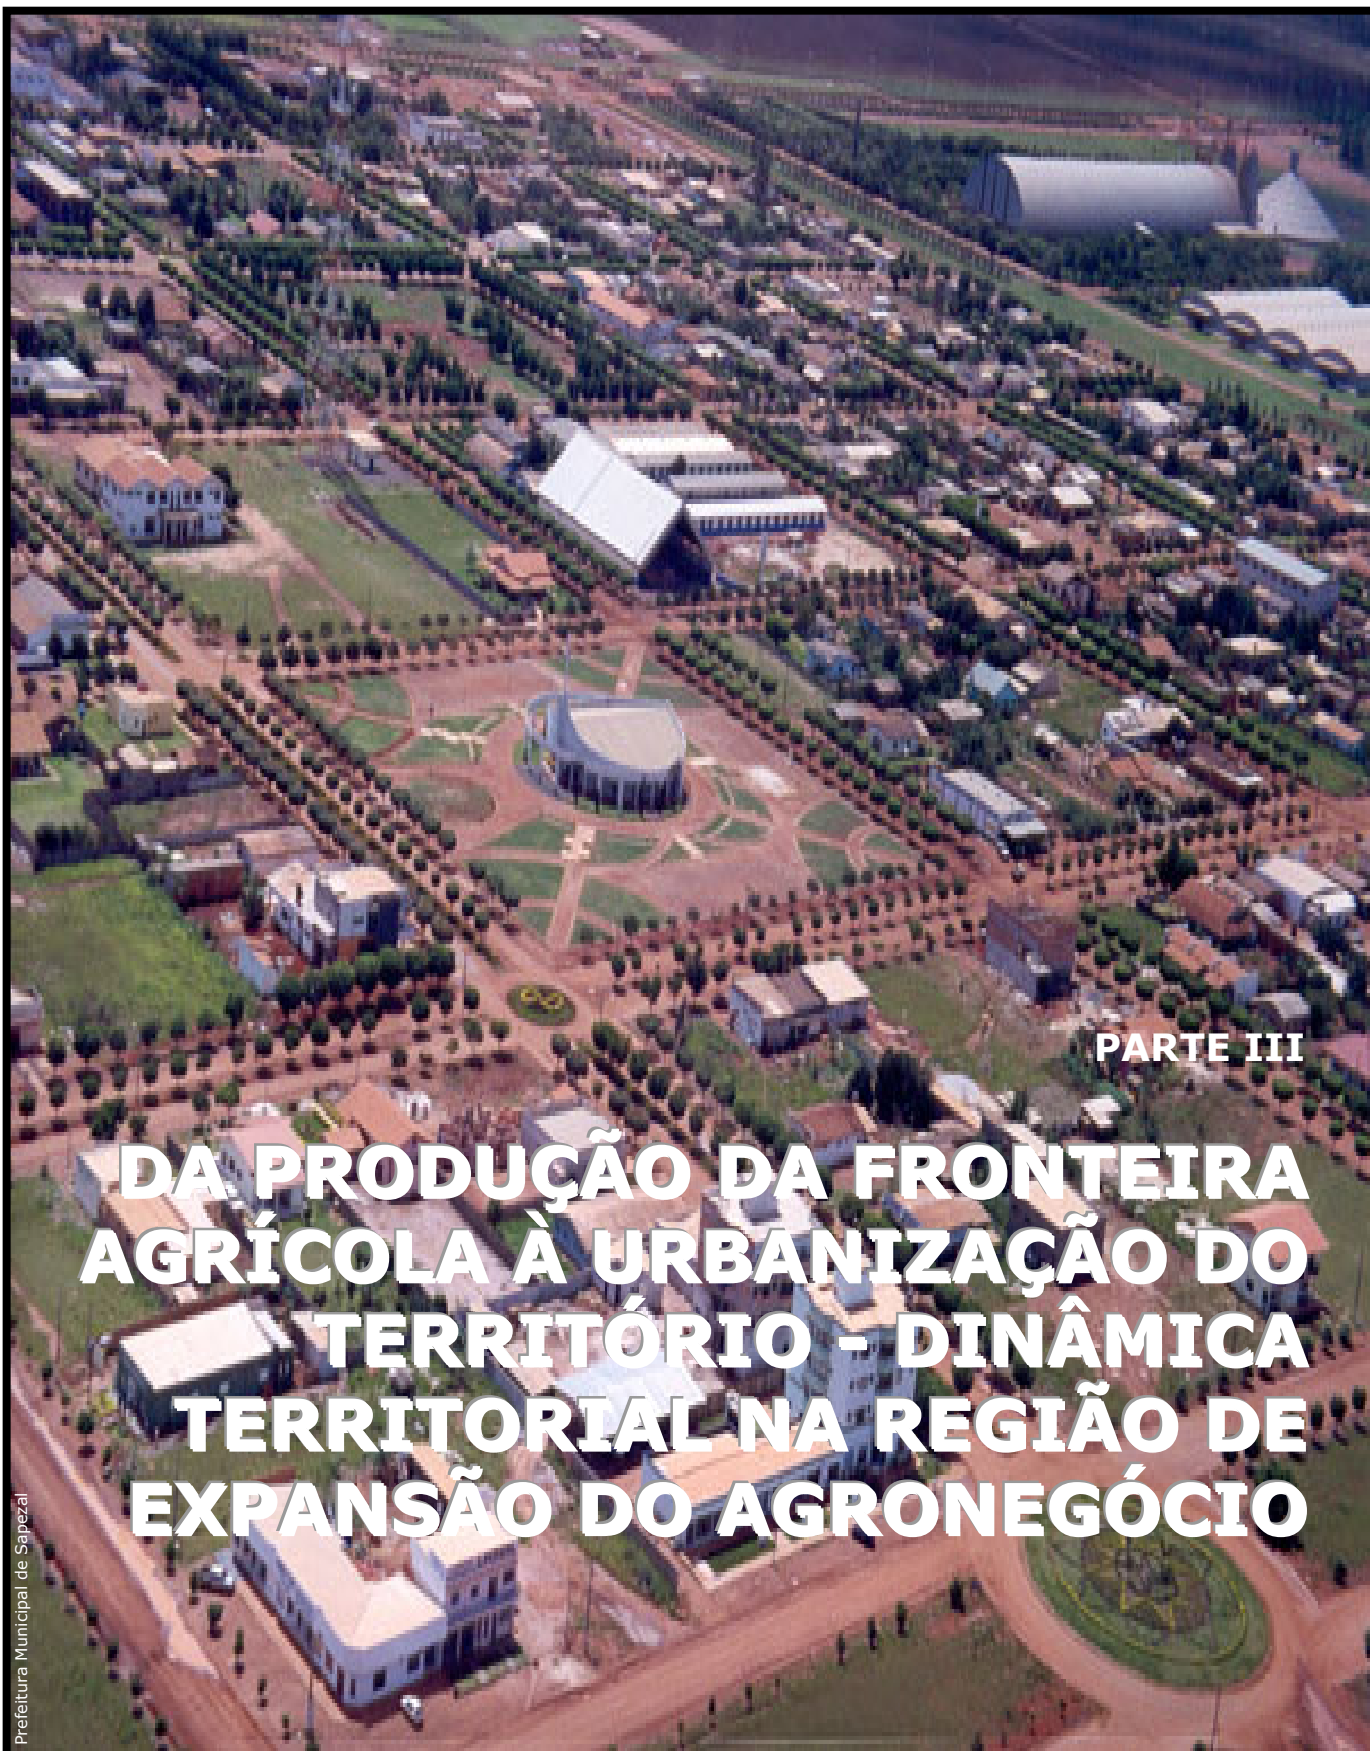 PARTE III
DA PRODUÇÃO DA FRONTEIRA
AGRÍCOLA À URBANIZAÇÃO DO
TERRITÓRIO - DINÂMICA
TERRITORIAL NA REGIÃO DE
EXPANSÃO DO AGRONEGÓCIO
Prefeitura Municipal de Sapezal